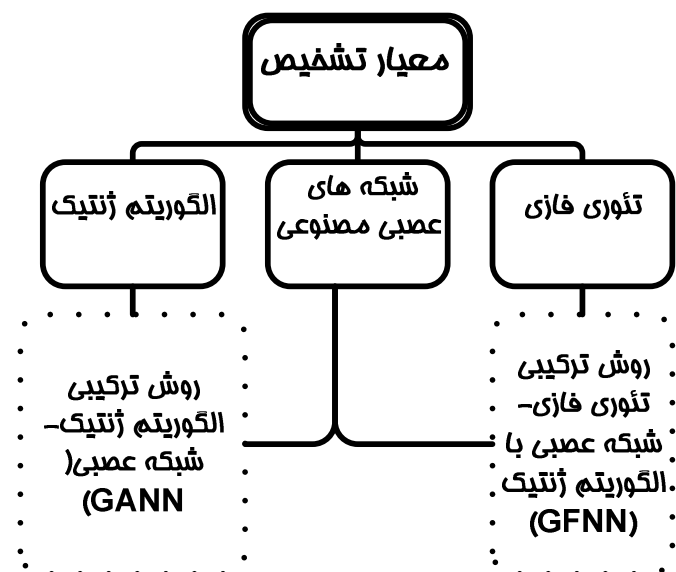 معیار تشخیص
تئوری فازی
شبکه های
عصبی مصنوعی
الگوریتم ژنتیک
روش ترکیبی
تئوری فازی-
شبکه عصبی با
الگوریتم ژنتیک
(GFNN)
روش ترکیبی
الگوریتم ژنتیک-
شبکه عصبی(
(GANN